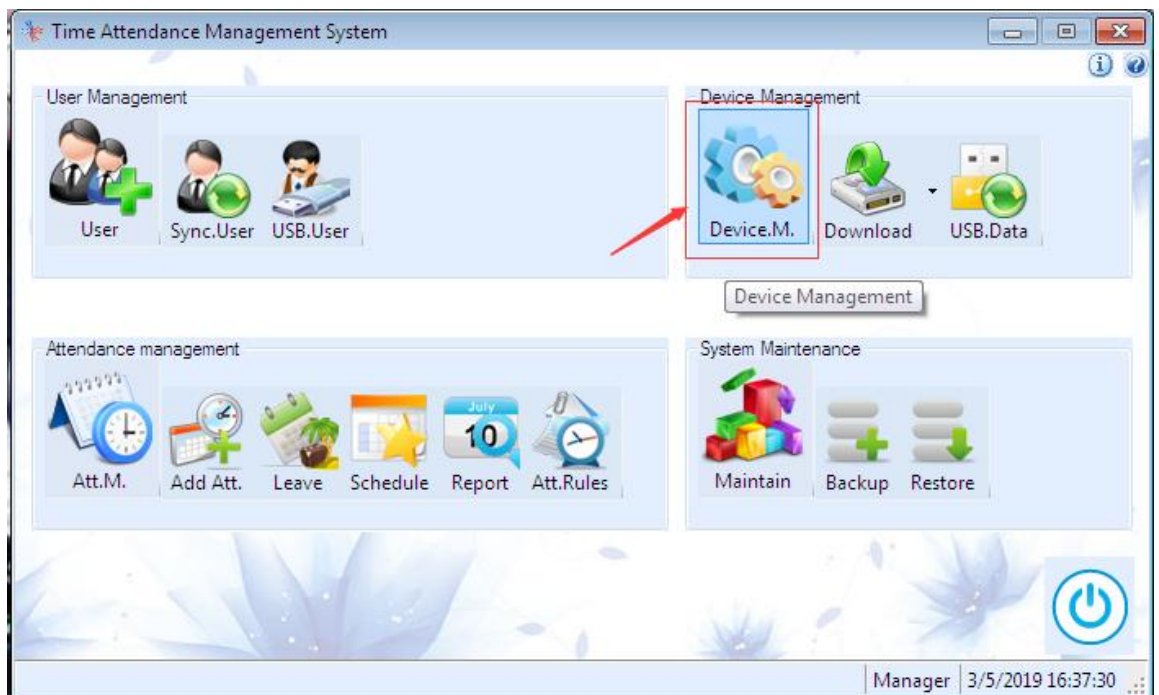 Time Attendance Management System
User Management
User
Sync.User
USB.User
Device Management
Device.M.
Download
USB.Data
Device Management
Attendance management
Att.M.
Add Att.
Leave
Schedule
July
10
Report
Att.Rules
System Maintenance
Maintain
Backup
Restore
Manager
3/5/2019 16:37:30